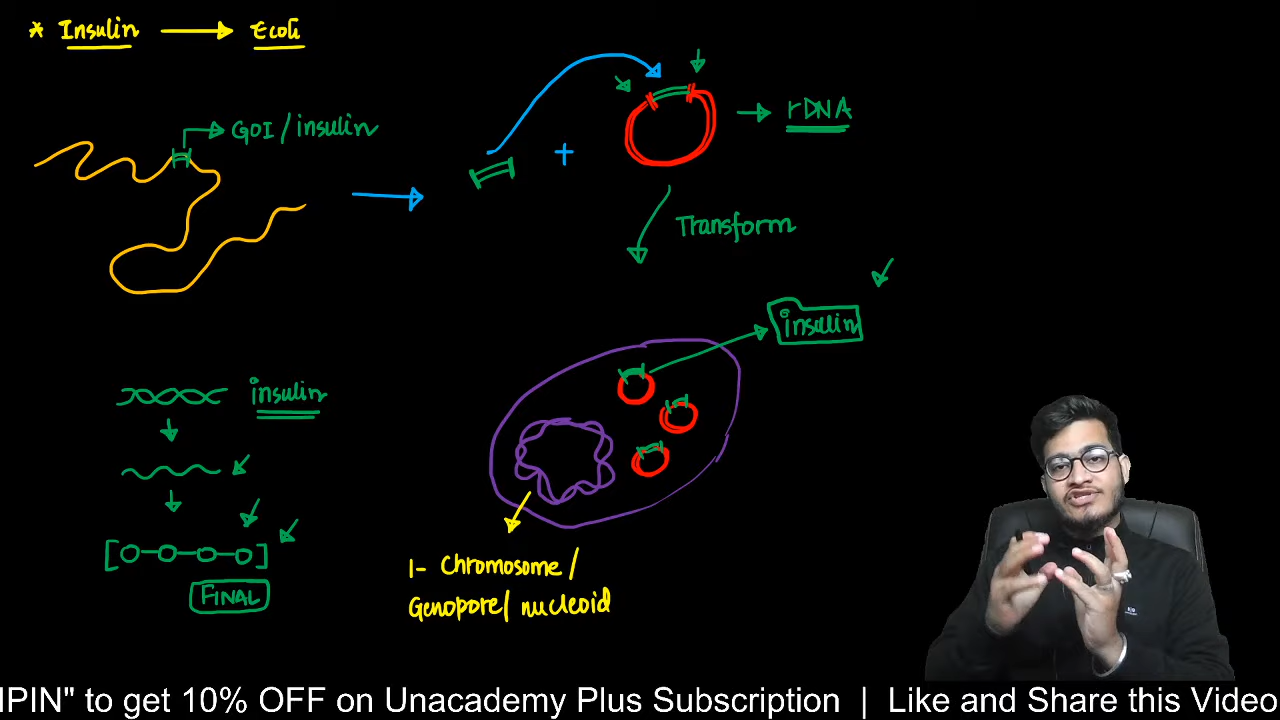 * Insulin → Ecoli
GOI/insulin
+
rDNA
Transform
insulin
insulin
[O-O-O-O]
FINAL
1- Chromosome/
Genopore/ nucleoid
IPIN" to get 10% OFF on Unacademy Plus Subscription | Like and Share this Video